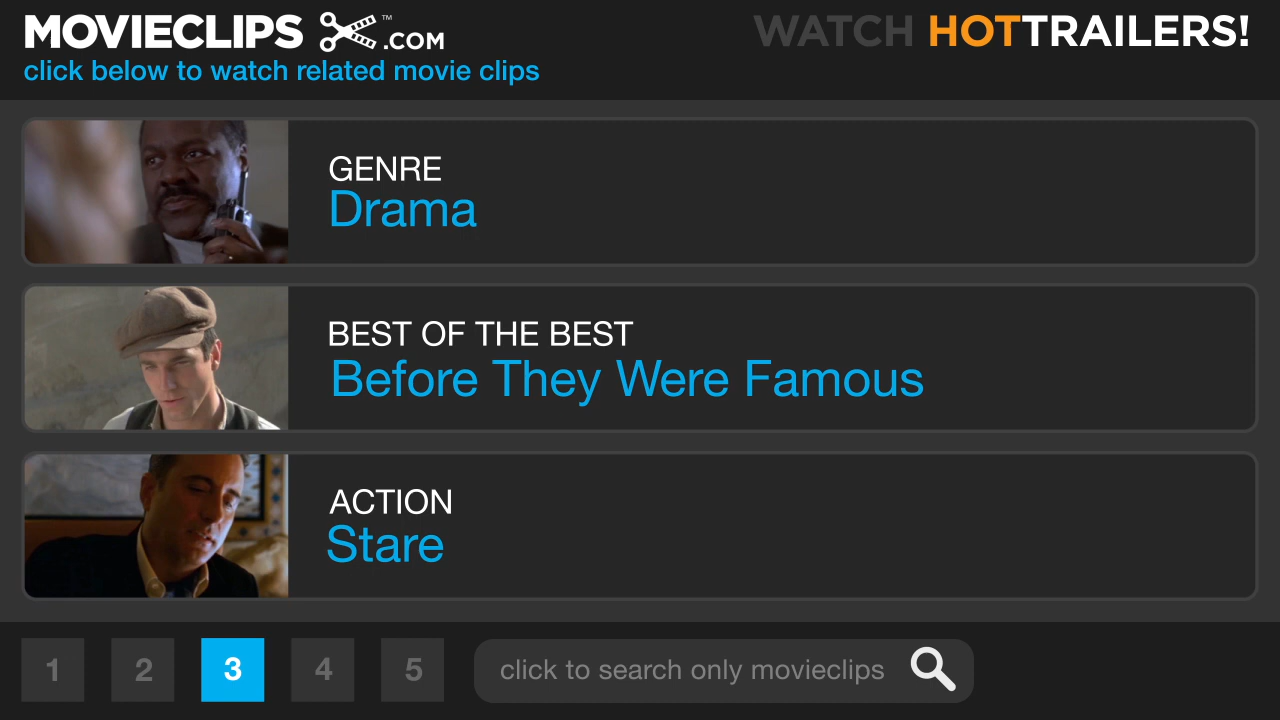 MOVIECLIPS ™ .COM
WATCH HOTTRAILERS!
click below to watch related movie clips
GENRE
Drama
BEST OF THE BEST
Before They Were Famous
ACTION
Stare
1 2 3 4 5 click to search only movieclips